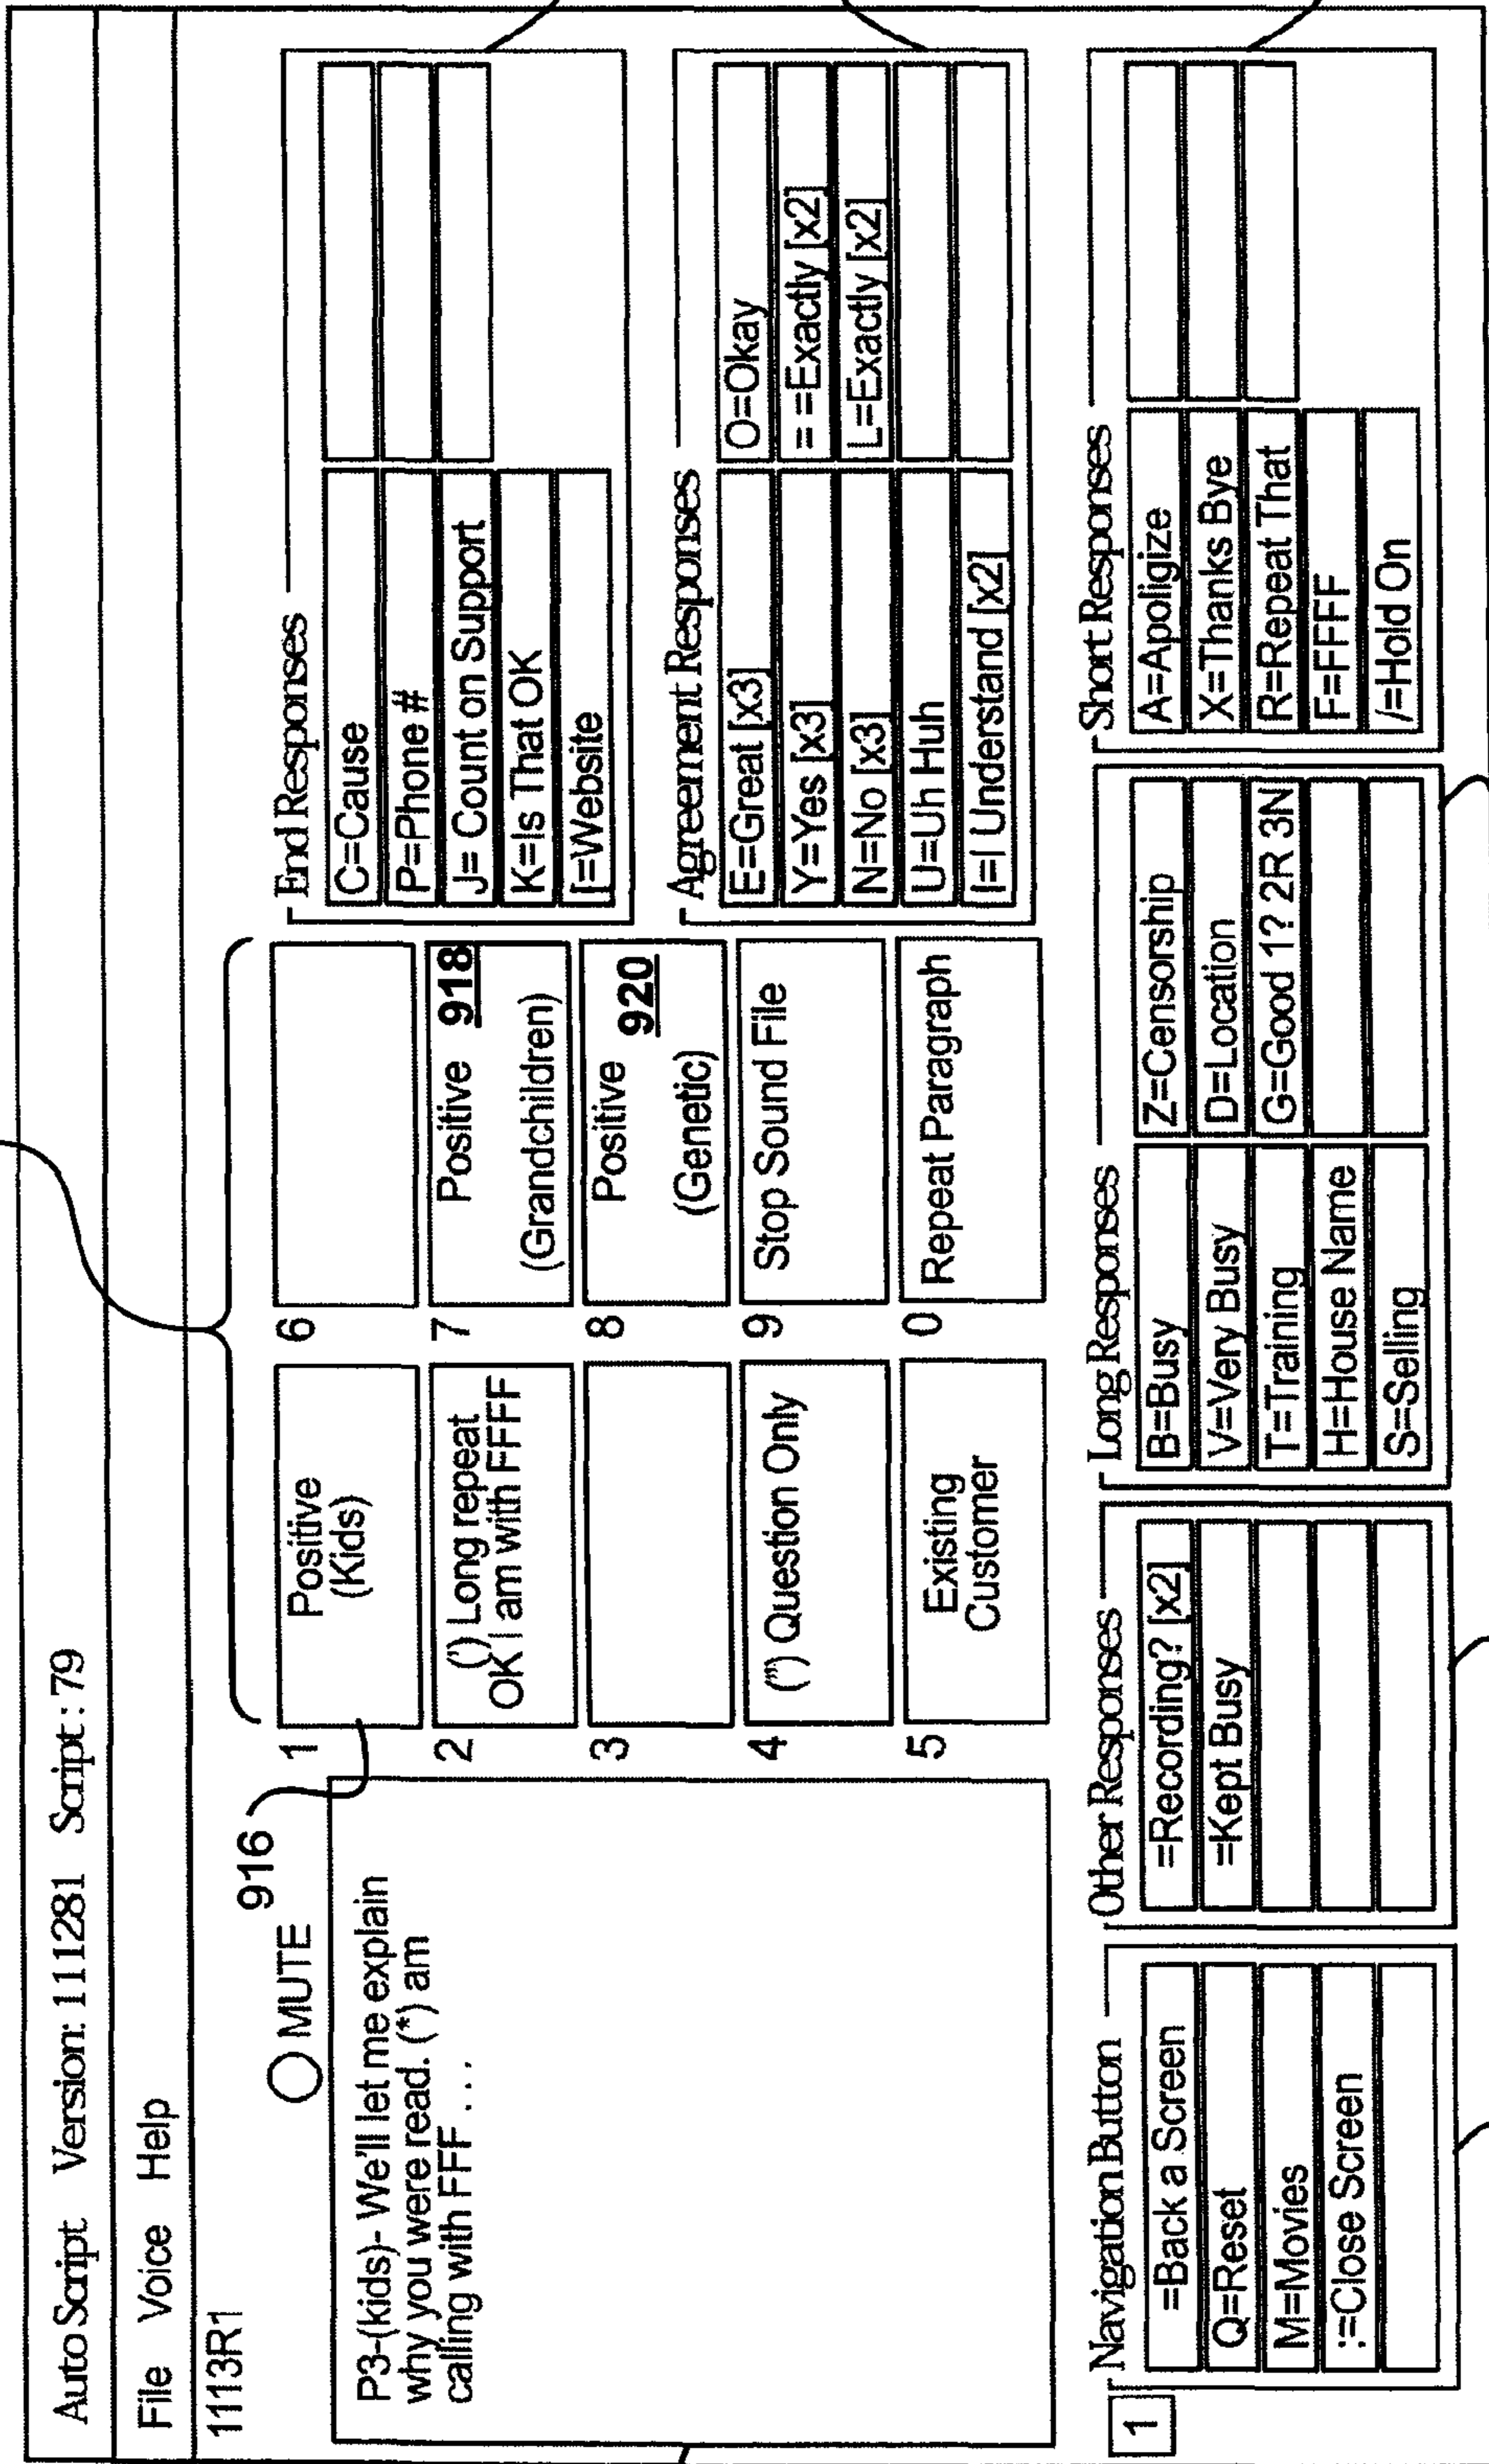 Auto Script Version: 111281 Script : 79
File Voice Help
1113R1
MUTE
916
P3-(kids)- We'll let me explain
why you were read. (*) am
calling with FFF . . .
1
Positive
(Kids)
2
(') Long repeat
OK I am with FFFF
3
4
(''') Question Only
5
Existing
Customer
6
7
Positive 918
(Grandchildren)
8
Positive 920
(Genetic)
9
Stop Sound File
0
Repeat Paragraph
End Responses
C=Cause
P=Phone #
J= Count on Support
K=Is That OK
[=Website
Agreement Responses
E=Great [x3]
O=Okay
Y=Yes [x3]
= =Exactly [x2]
N=No [x3]
L=Exactly [x2]
U=Uh Huh
I=I Understand [x2]
1
Navigation Button
=Back a Screen
Q=Reset
M=Movies
:=Close Screen
Other Responses
=Recording? [x2]
=Kept Busy
Long Responses
B=Busy
Z=Censorship
V=Very Busy
D=Location
T=Training
G=Good 1? 2R 3N
H=House Name
S=Selling
Short Responses
A=Apoligize
X=Thanks Bye
R=Repeat That
F=FFFF
/=Hold On